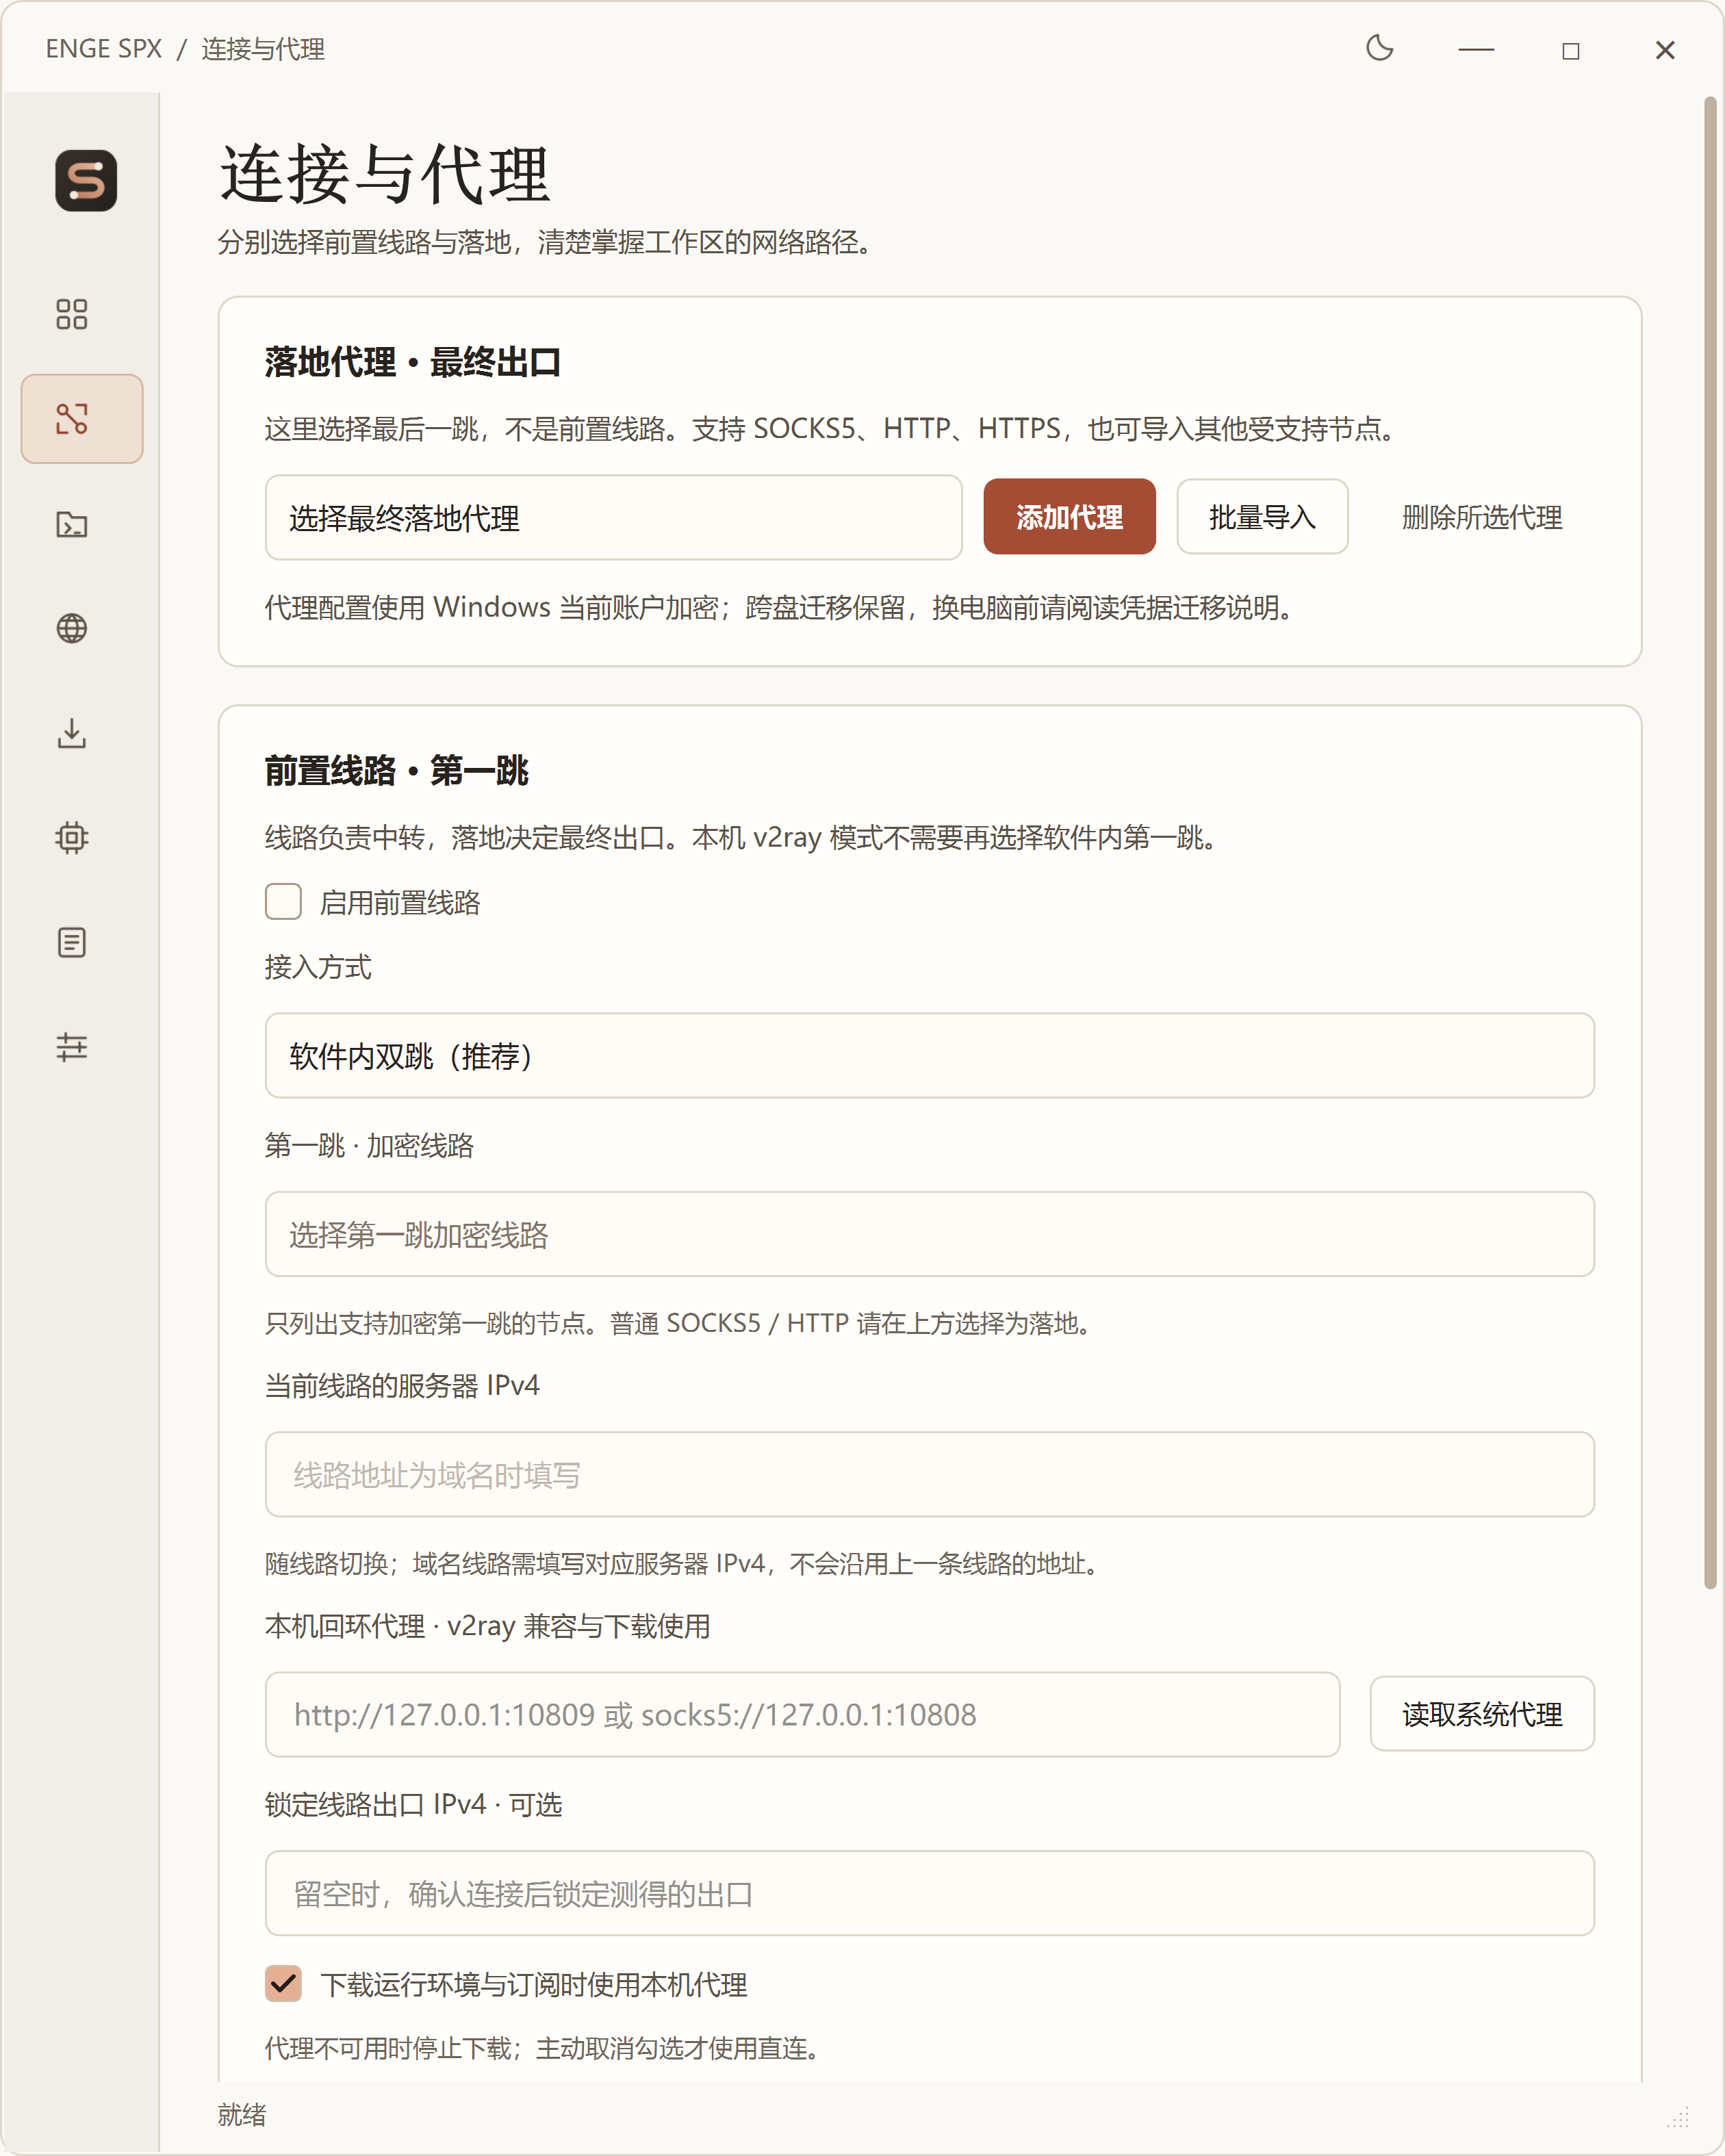 ENGE SPX / 连接与代理
连接与代理
分别选择前置线路与落地，清楚掌握工作区的网络路径。
落地代理 • 最终出口
这里选择最后一跳，不是前置线路。支持 SOCKS5、HTTP、HTTPS，也可导入其他受支持节点。
选择最终落地代理
添加代理
批量导入
删除所选代理
代理配置使用 Windows 当前账户加密；跨盘迁移保留，换电脑前请阅读凭据迁移说明。
前置线路 • 第一跳
线路负责中转，落地决定最终出口。本机 v2ray 模式不需要再选择软件内第一跳。
启用前置线路
接入方式
软件内双跳（推荐）
第一跳 · 加密线路
选择第一跳加密线路
只列出支持加密第一跳的节点。普通 SOCKS5 / HTTP 请在上方选择为落地。
当前线路的服务器 IPv4
线路地址为域名时填写
随线路切换；域名线路需填写对应服务器 IPv4，不会沿用上一条线路的地址。
本机回环代理 · v2ray 兼容与下载使用
http://127.0.0.1:10809 或 socks5://127.0.0.1:10808
读取系统代理
锁定线路出口 IPv4 · 可选
留空时，确认连接后锁定测得的出口
下载运行环境与订阅时使用本机代理
代理不可用时停止下载；主动取消勾选才使用直连。
就绪